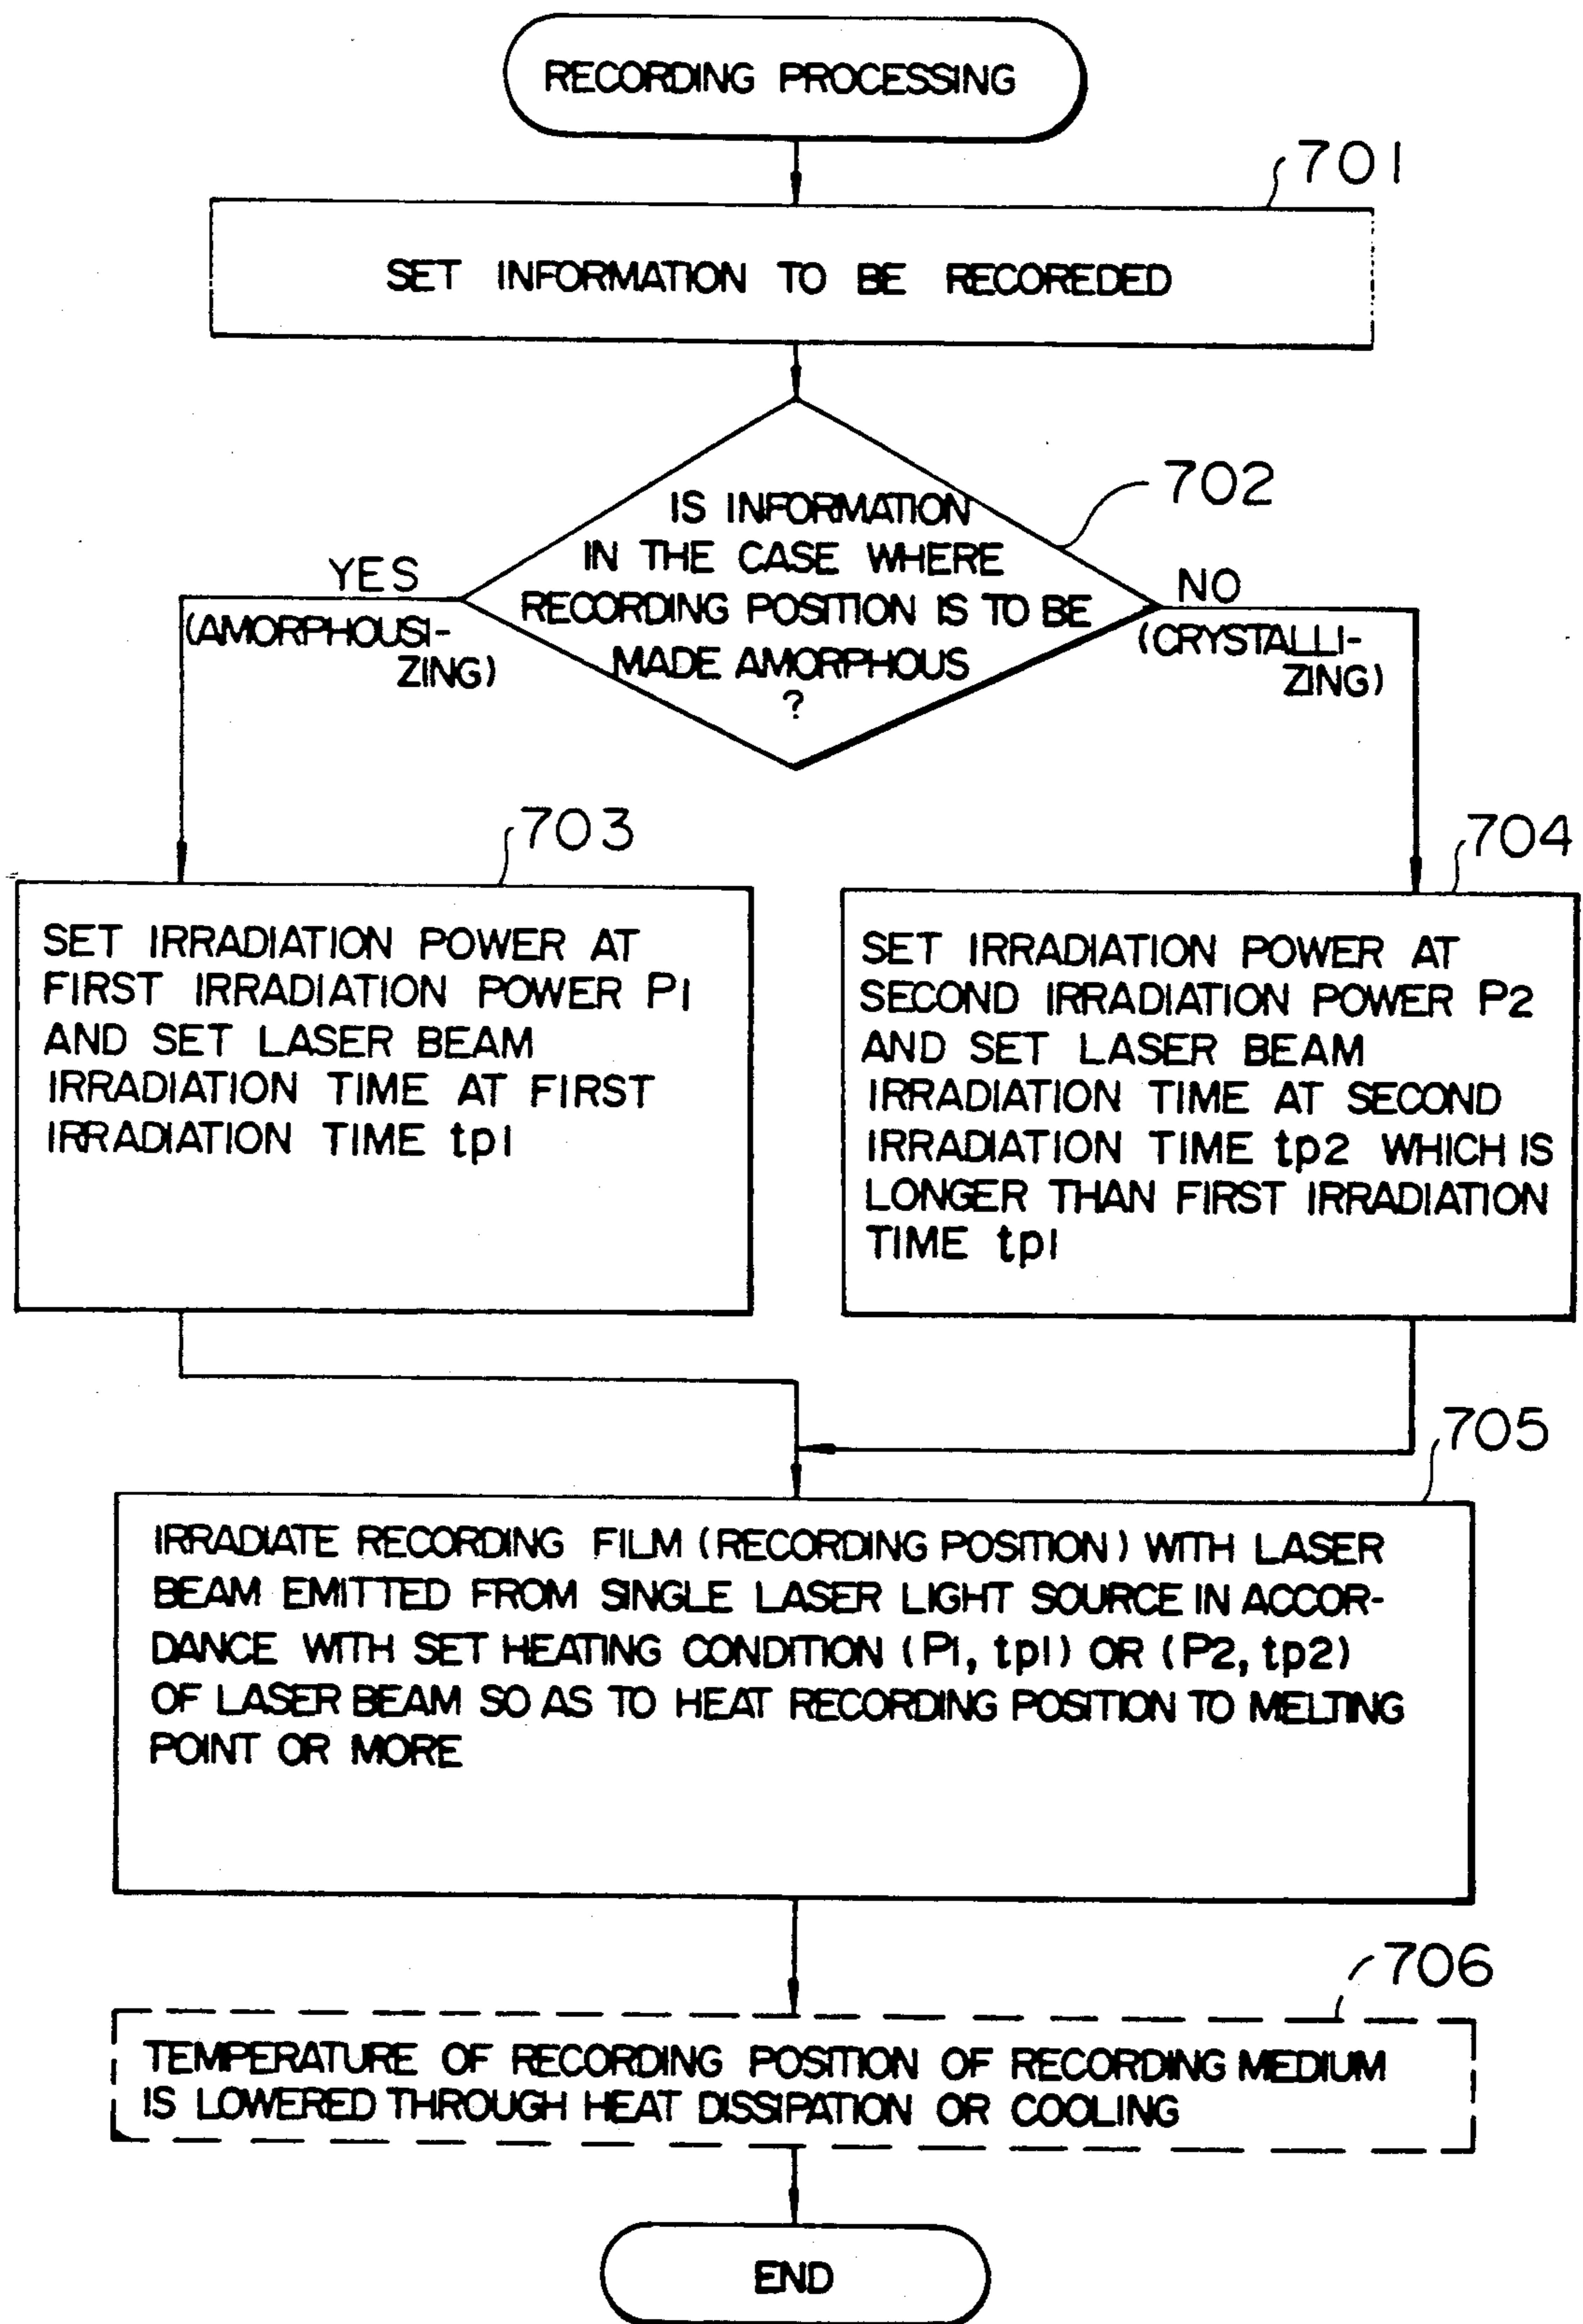 RECORDING PROCESSING
701
SET INFORMATION TO BE RECOREDED
702
IS INFORMATION
IN THE CASE WHERE
RECORDING POSITION IS TO BE
MADE AMORPHOUS
?
YES
(AMORPHOUSI-
ZING)
NO
(CRYSTALLI-
ZING)
703
SET IRRADIATION POWER AT
FIRST IRRADIATION POWER P1
AND SET LASER BEAM
IRRADIATION TIME AT FIRST
IRRADIATION TIME tp1
704
SET IRRADIATION POWER AT
SECOND IRRADIATION POWER P2
AND SET LASER BEAM
IRRADIATION TIME AT SECOND
IRRADIATION TIME tp2 WHICH IS
LONGER THAN FIRST IRRADIATION
TIME tp1
705
IRRADIATE RECORDING FILM (RECORDING POSITION) WITH LASER
BEAM EMITTED FROM SINGLE LASER LIGHT SOURCE IN ACCOR-
DANCE WITH SET HEATING CONDITION (P1, tp1) OR (P2, tp2)
OF LASER BEAM SO AS TO HEAT RECORDING POSITION TO MELTING
POINT OR MORE
706
TEMPERATURE OF RECORDING POSITION OF RECORDING MEDIUM
IS LOWERED THROUGH HEAT DISSIPATION OR COOLING
END